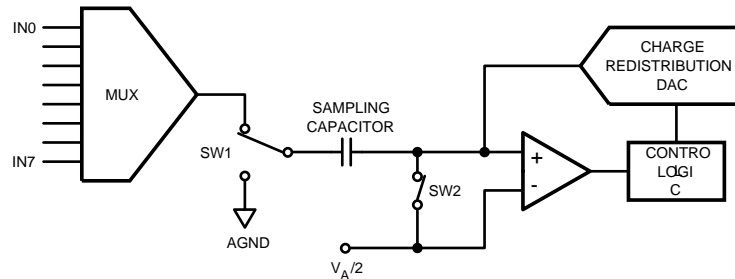 IN0
MUX
IN7
SW1
AGND
SAMPLING
CAPACITOR
SW2
VA/2
+
-
CHARGE
REDISTRIBUTION
DAC
CONTRO
L
LOGI
C